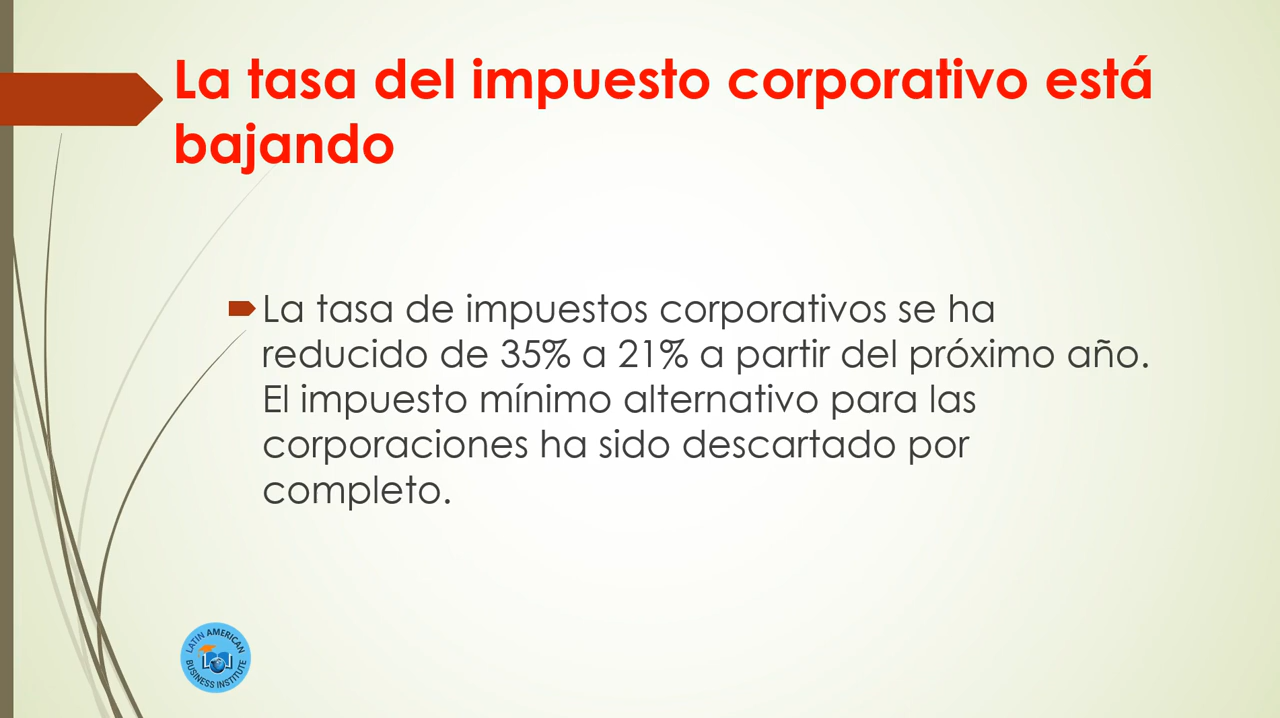 La tasa del impuesto corporativo está
bajando
La tasa de impuestos corporativos se ha
reducido de 35% a 21% a partir del próximo año.
El impuesto mínimo alternativo para las
corporaciones ha sido descartado por
completo.
LATIN AMERICAN
BUSINESS INSTITUTE